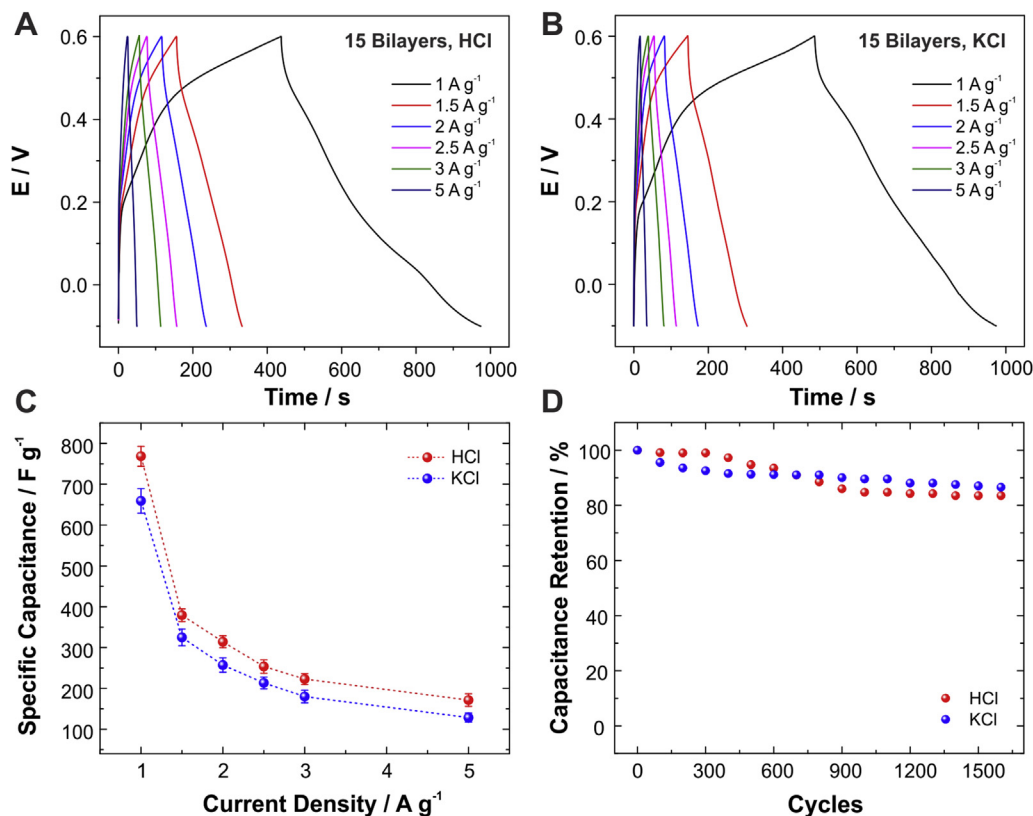 A
15 Bilayers, HCl
1 A g⁻¹
1.5 A g⁻¹
2 A g⁻¹
2.5 A g⁻¹
3 A g⁻¹
5 A g⁻¹
0.6
0.4
0.2
0.0
E / V
0 200 400 600 800 1000
Time / s
B
15 Bilayers, KCl
1 A g⁻¹
1.5 A g⁻¹
2 A g⁻¹
2.5 A g⁻¹
3 A g⁻¹
5 A g⁻¹
0.6
0.4
0.2
0.0
E / V
0 200 400 600 800 1000
Time / s
C
HCl
KCl
800
700
600
500
400
300
200
100
Specific Capacitance / F g⁻¹
1 2 3 4 5
Current Density / A g⁻¹
D
100
80
60
40
20
0
Capacitance Retention / %
HCl
KCl
0 300 600 900 1200 1500
Cycles